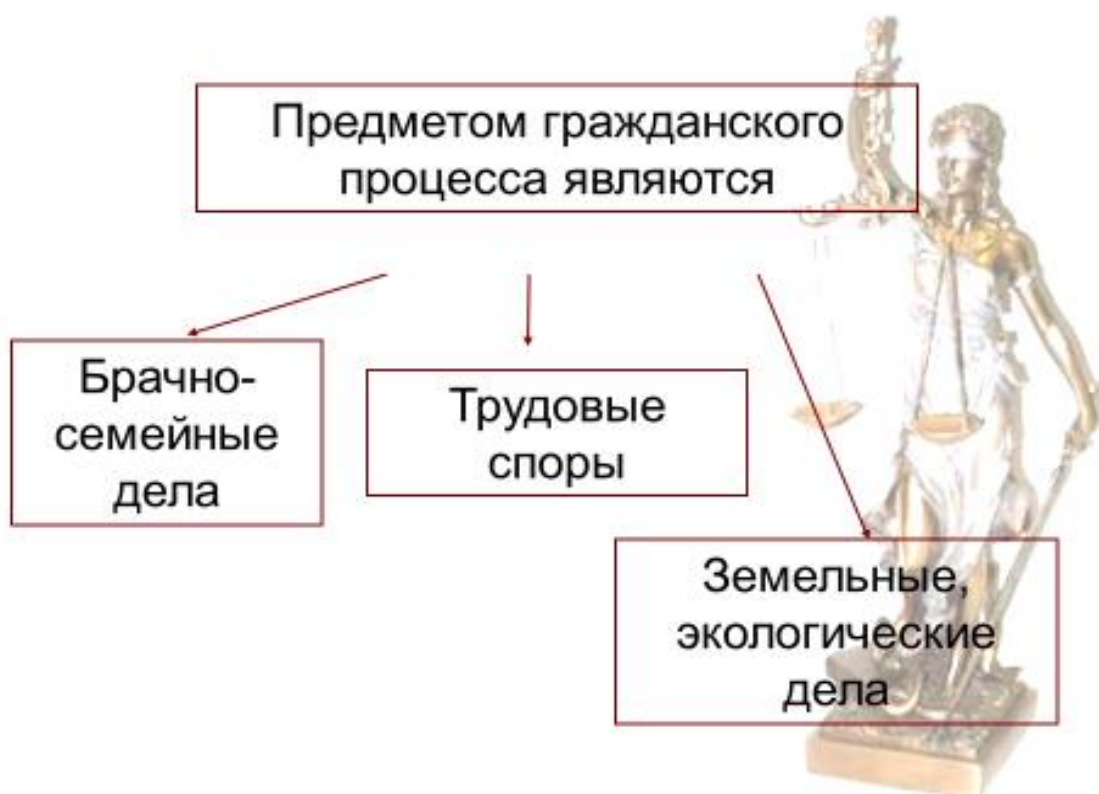 Предметом гражданского
процесса являются
Брачно-
семейные
дела
Трудовые
споры
Земельные,
экологические
дела